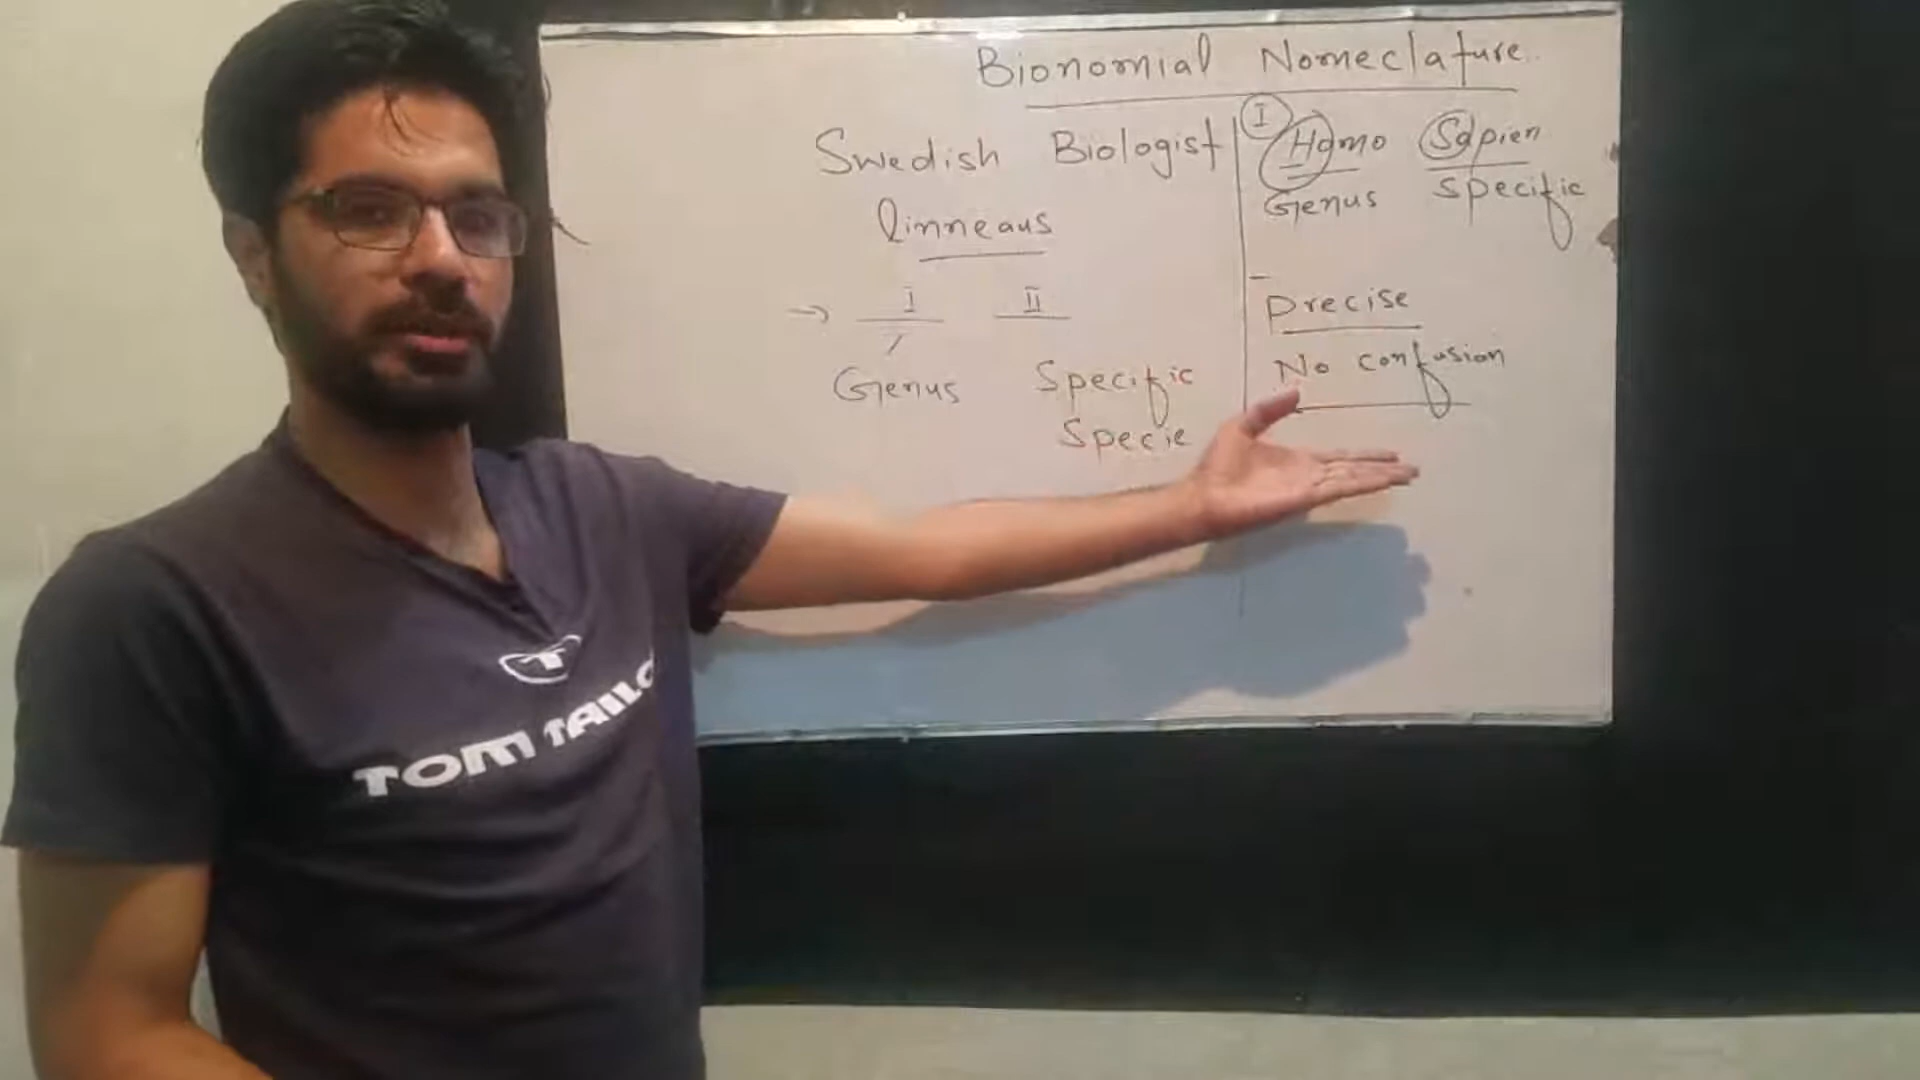 Bionomial Nomeclature
Swedish Biologist
linneaus
→ I II
Genus Specific
Specie
I
Homo Sapien
Genus Specific
Precise
No confusion
T
TOM TAILO